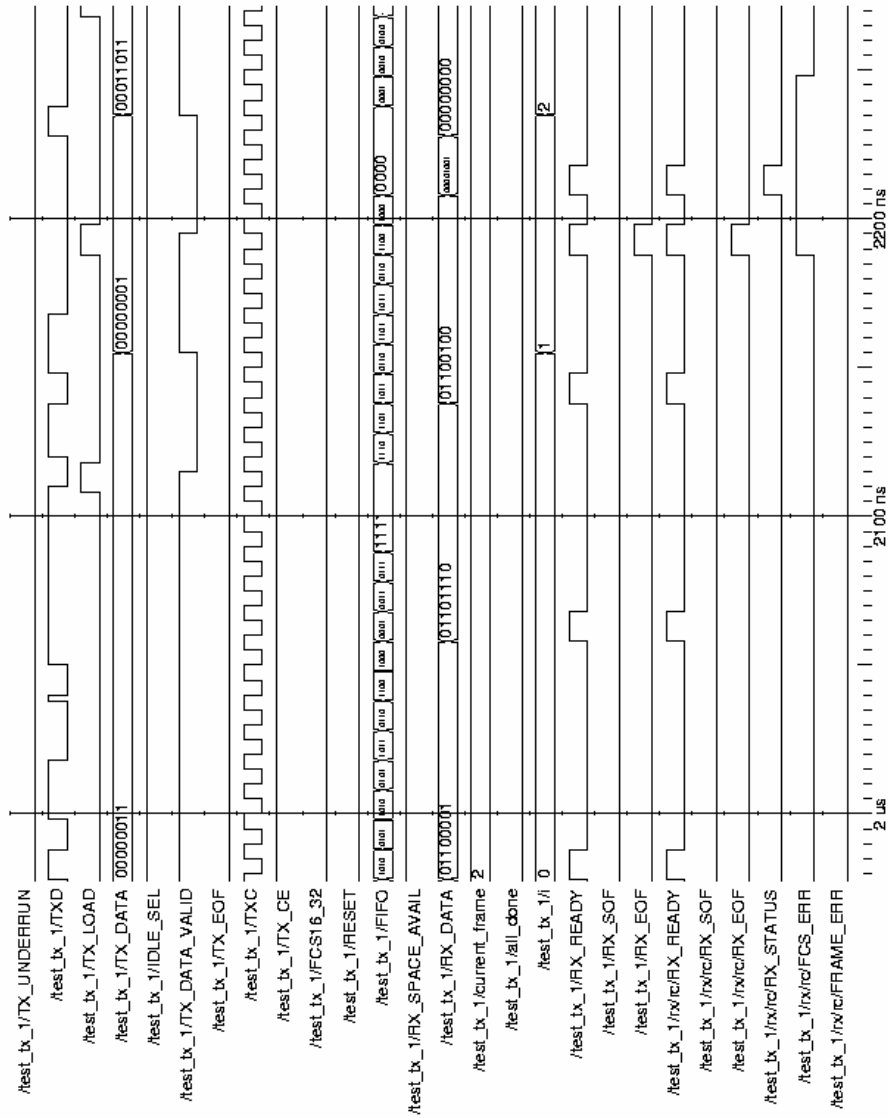 /test_tx_1/TX_UNDERRUN
/test_tx_1/TXD
/test_tx_1/TX_LOAD
/test_tx_1/TX_DATA 00000011 00000001 00011011
/test_tx_1/IDLE_SEL
/test_tx_1/TX_DATA_VALID
/test_tx_1/TX_EOF
/test_tx_1/TXC
/test_tx_1/TX_CE
/test_tx_1/FCS16_32
/test_tx_1/RESET
/test_tx_1/FIFO 1111 0000
/test_tx_1/RX_SPACE_AVAIL
/test_tx_1/RX_DATA 01100001 01101110 01100100 00001001 00000000
/test_tx_1/current_frame 2
/test_tx_1/all_done
/test_tx_1/i 0 1 2
/test_tx_1/RX_READY
/test_tx_1/RX_SOF
/test_tx_1/RX_EOF
/test_tx_1/rx/rc/RX_READY
/test_tx_1/rx/rc/RX_SOF
/test_tx_1/rx/rc/RX_EOF
/test_tx_1/rx/rc/RX_STATUS
/test_tx_1/rx/rc/FCS_ERR
/test_tx_1/rx/rc/FRAME_ERR
2 us 2100 ns 2200 ns